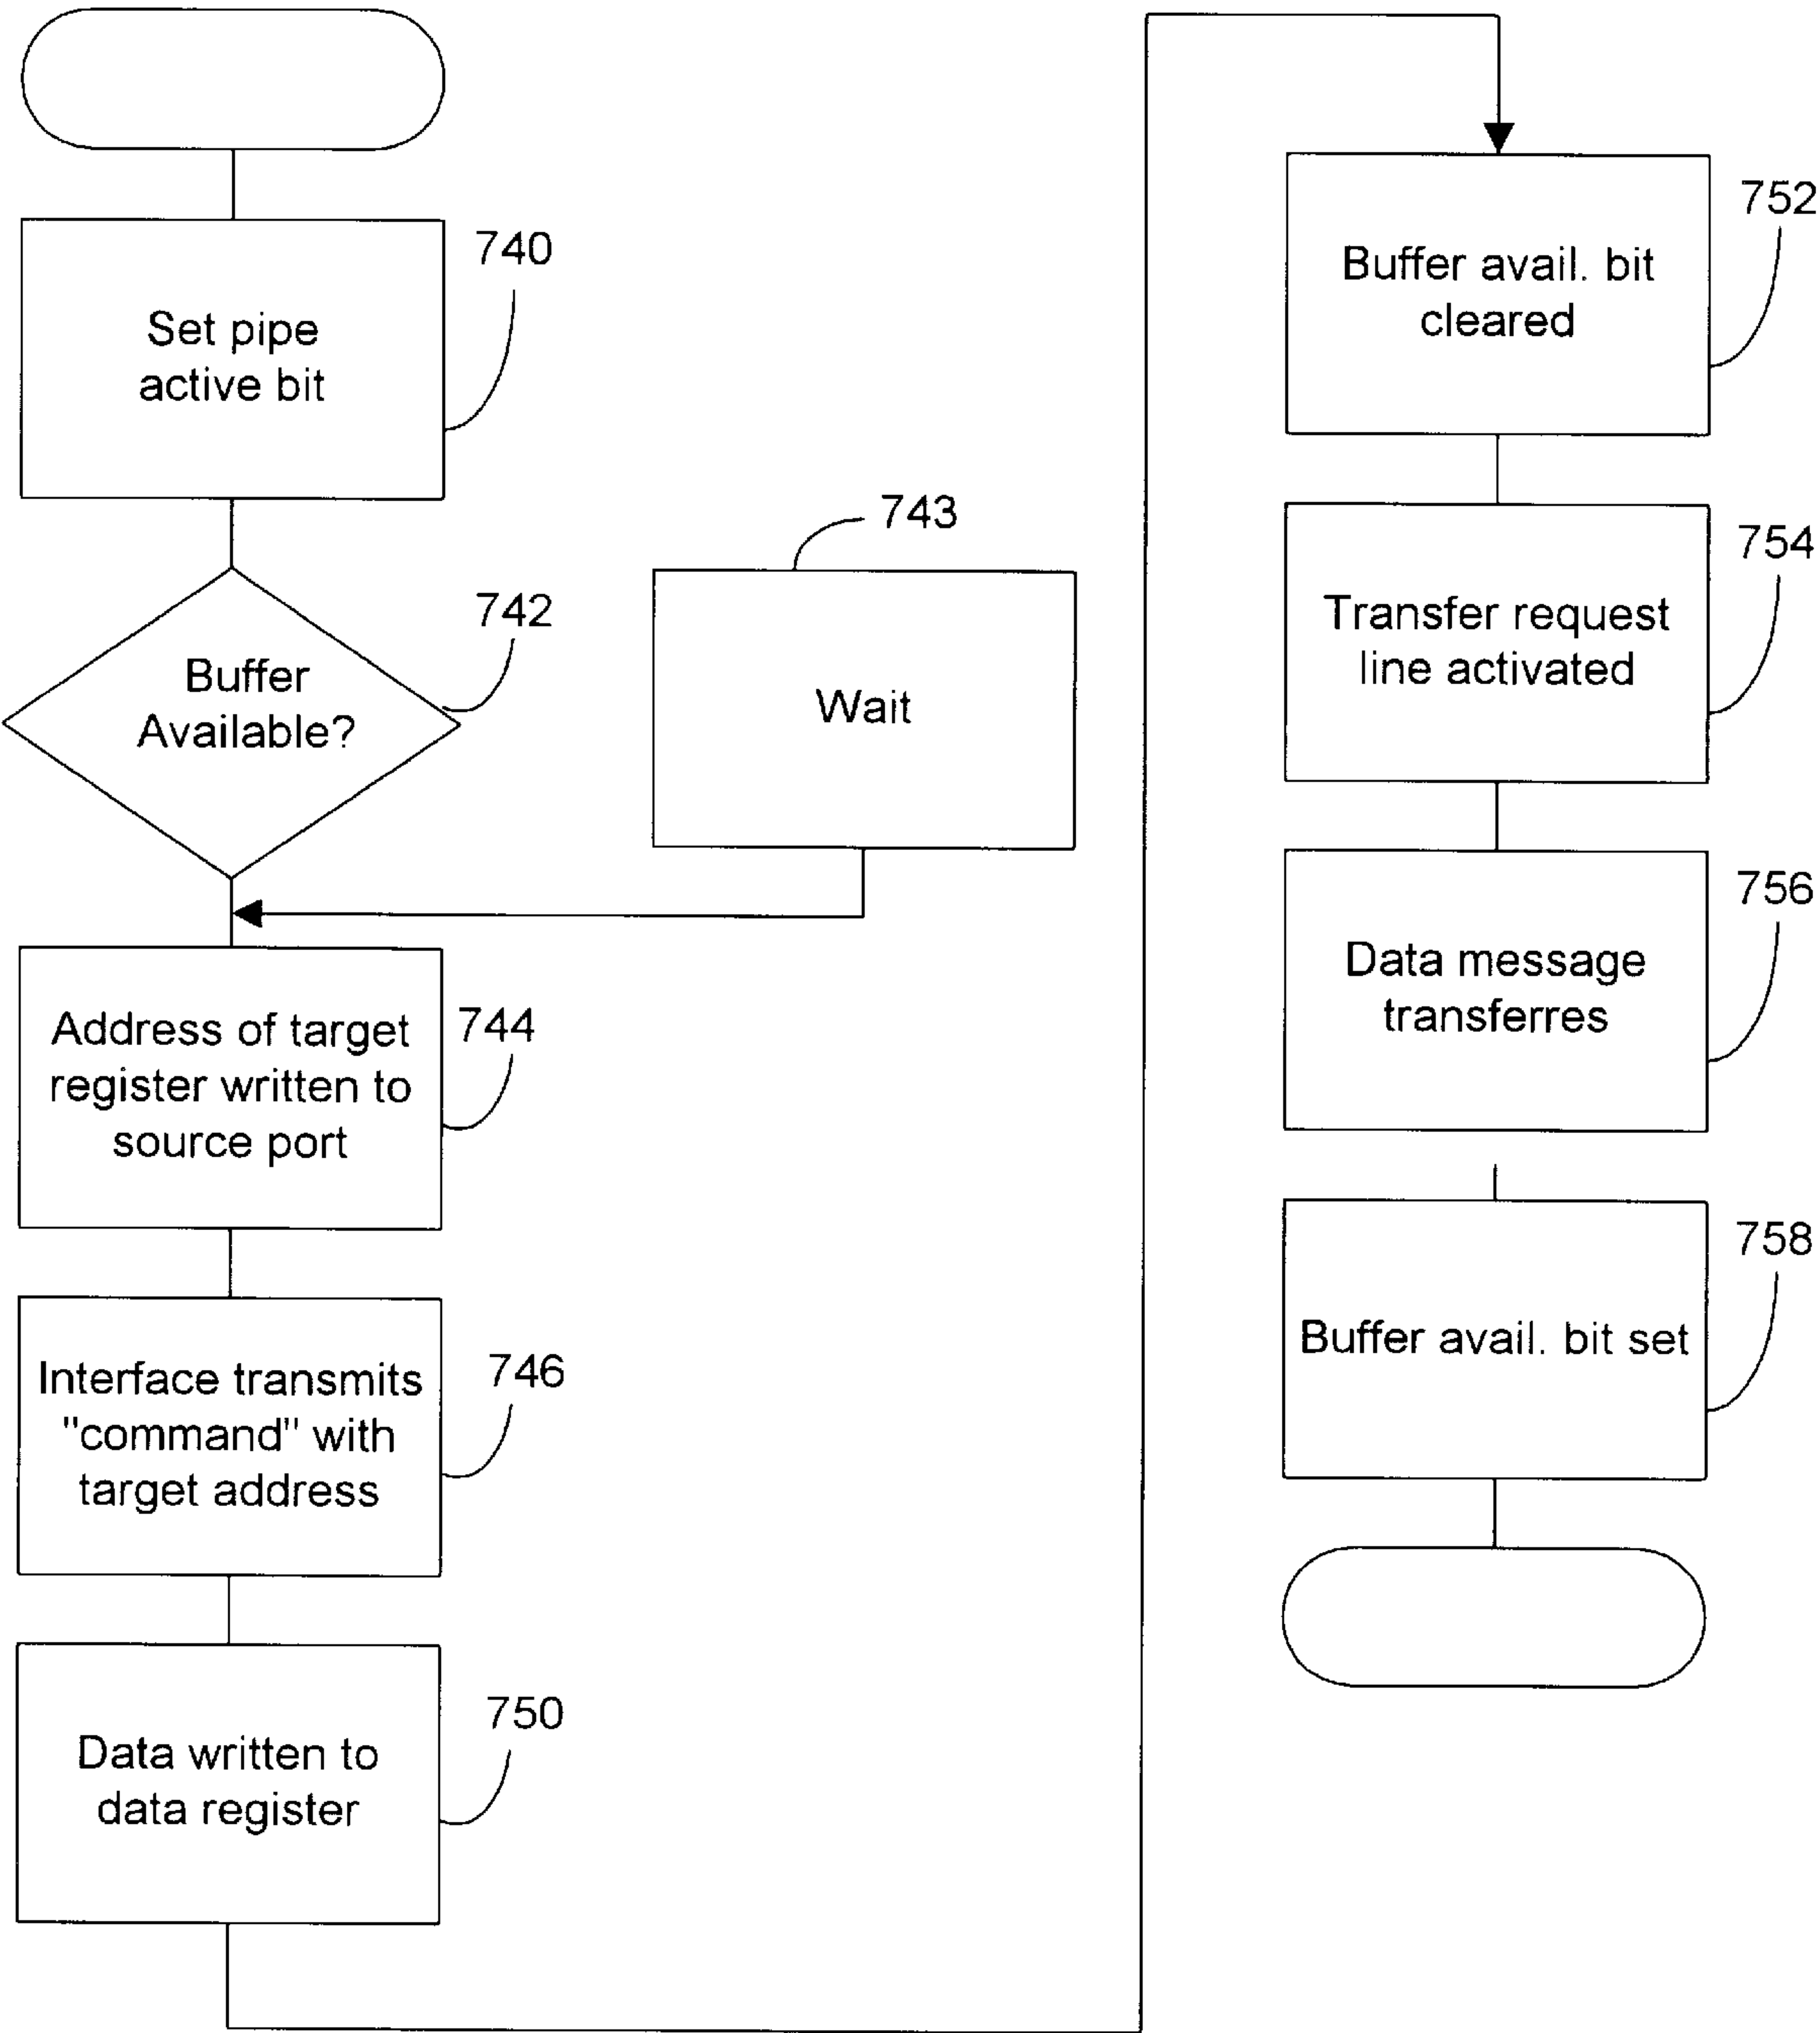 740
Set pipe
active bit
742
Buffer
Available?
743
Wait
744
Address of target
register written to
source port
746
Interface transmits
"command" with
target address
750
Data written to
data register
752
Buffer avail. bit
cleared
754
Transfer request
line activated
756
Data message
transferres
758
Buffer avail. bit set